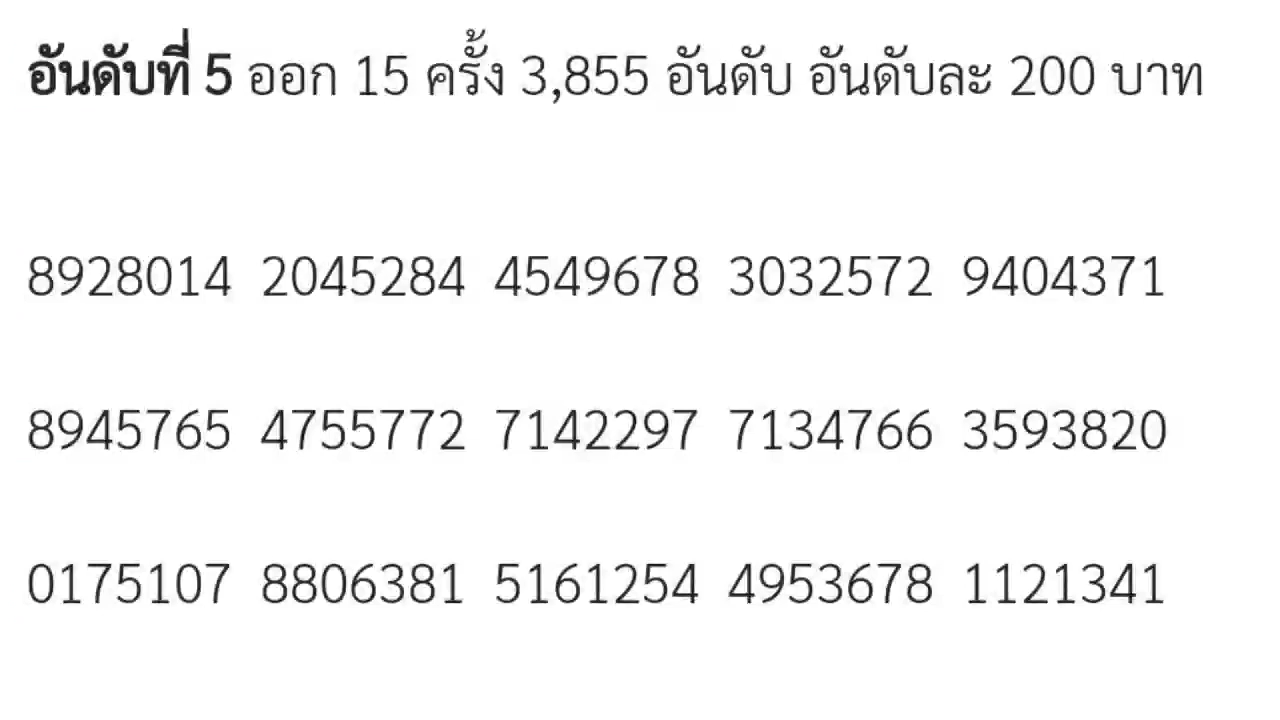 อันดับที่ 5 ออก 15 ครั้ง 3,855 อันดับ อันดับละ 200 บาท
8928014 2045284 4549678 3032572 9404371
8945765 4755772 7142297 7134766 3593820
0175107 8806381 5161254 4953678 1121341